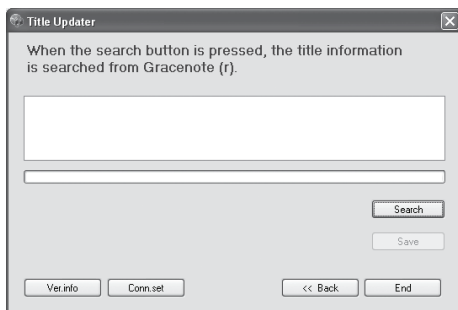 Title Updater
When the search button is pressed, the title information
is searched from Gracenote (r).
Search
Save
Ver.info
Conn.set
<< Back
End